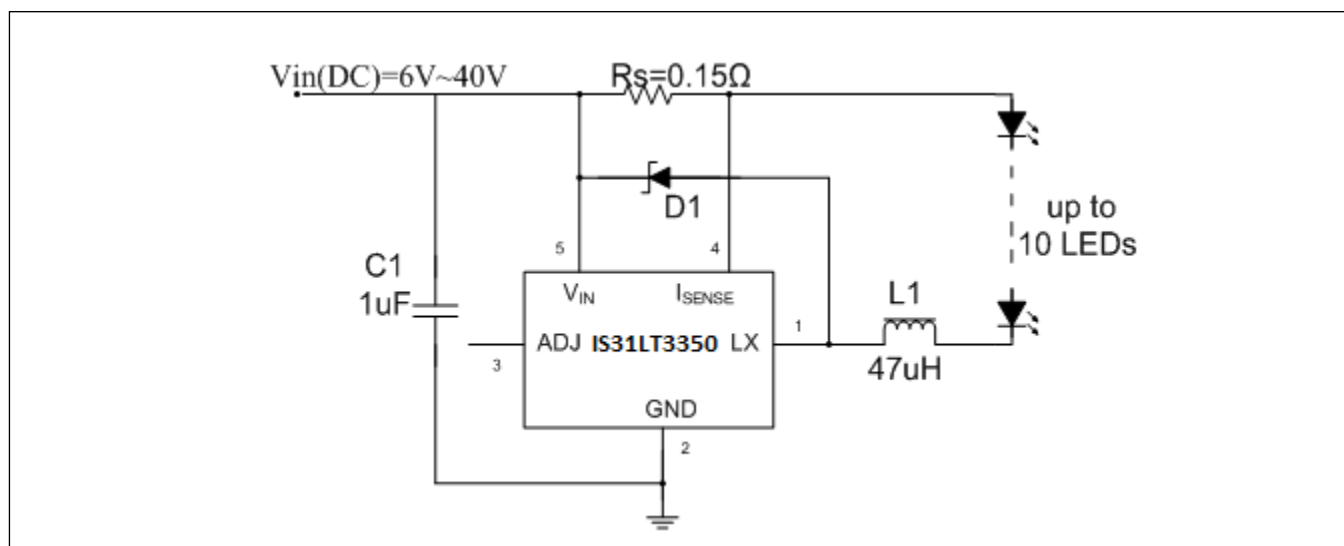 Vin(DC)=6V~40V
Rs=0.15Ω
D1
up to
10 LEDs
5
4
C1
1uF
VIN
ISENSE
L1
1
ADJ IS31LT3350 LX
3
47uH
GND
2